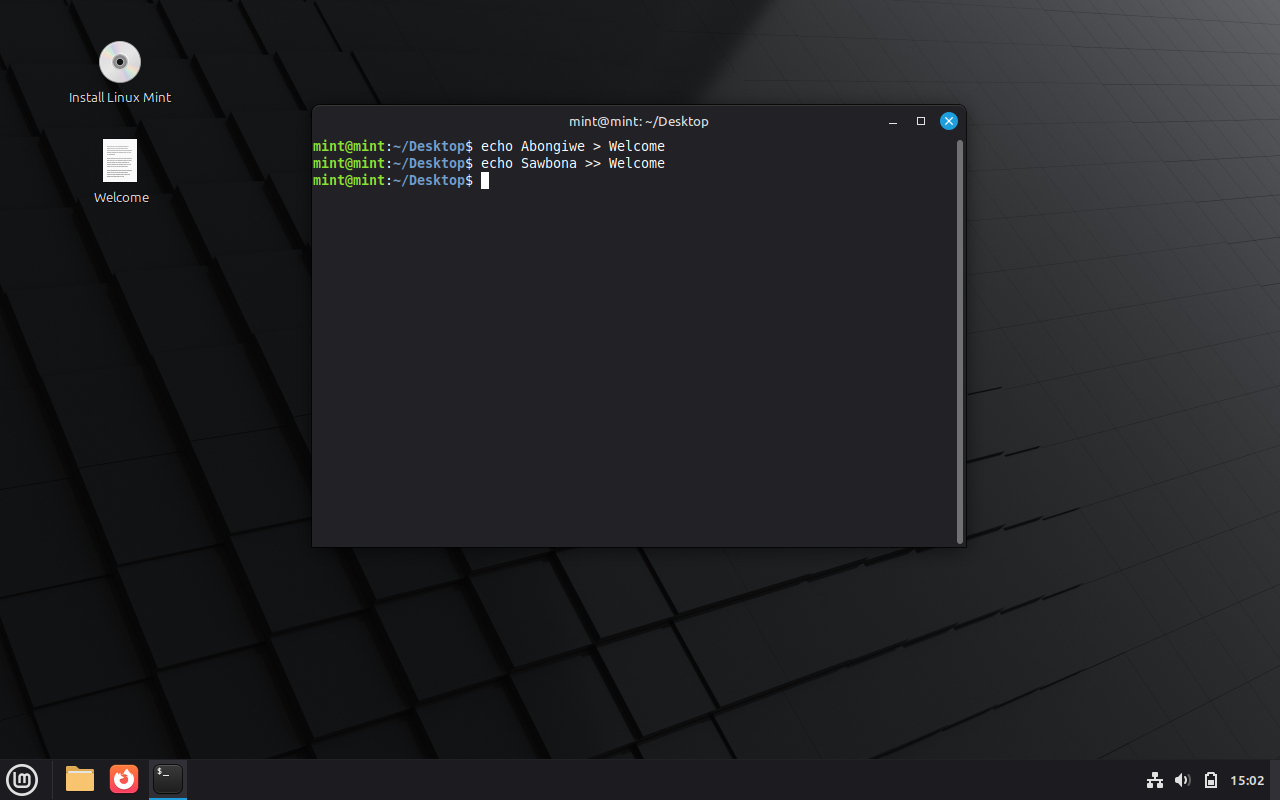 Install Linux Mint
Welcome
mint@mint: ~/Desktop
mint@mint:~/Desktop$ echo Abongiwe > Welcome
mint@mint:~/Desktop$ echo Sawbona >> Welcome
mint@mint:~/Desktop$
$_
15:02